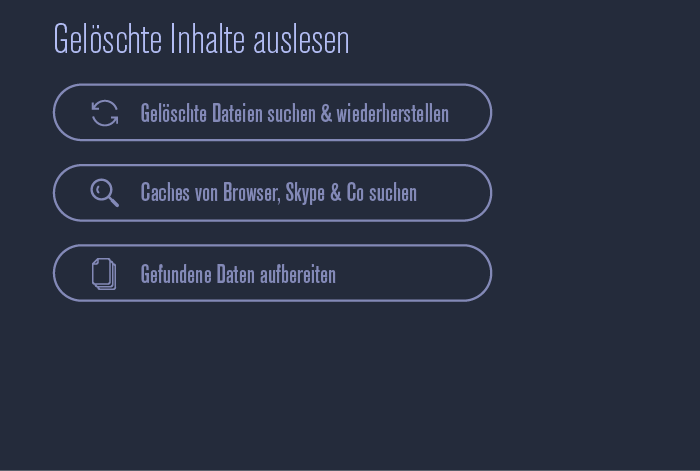 Gelöschte Inhalte auslesen
Gelöschte Dateien suchen & wiederherstellen
Caches von Browser, Skype & Co suchen
Gefundene Daten aufbereiten